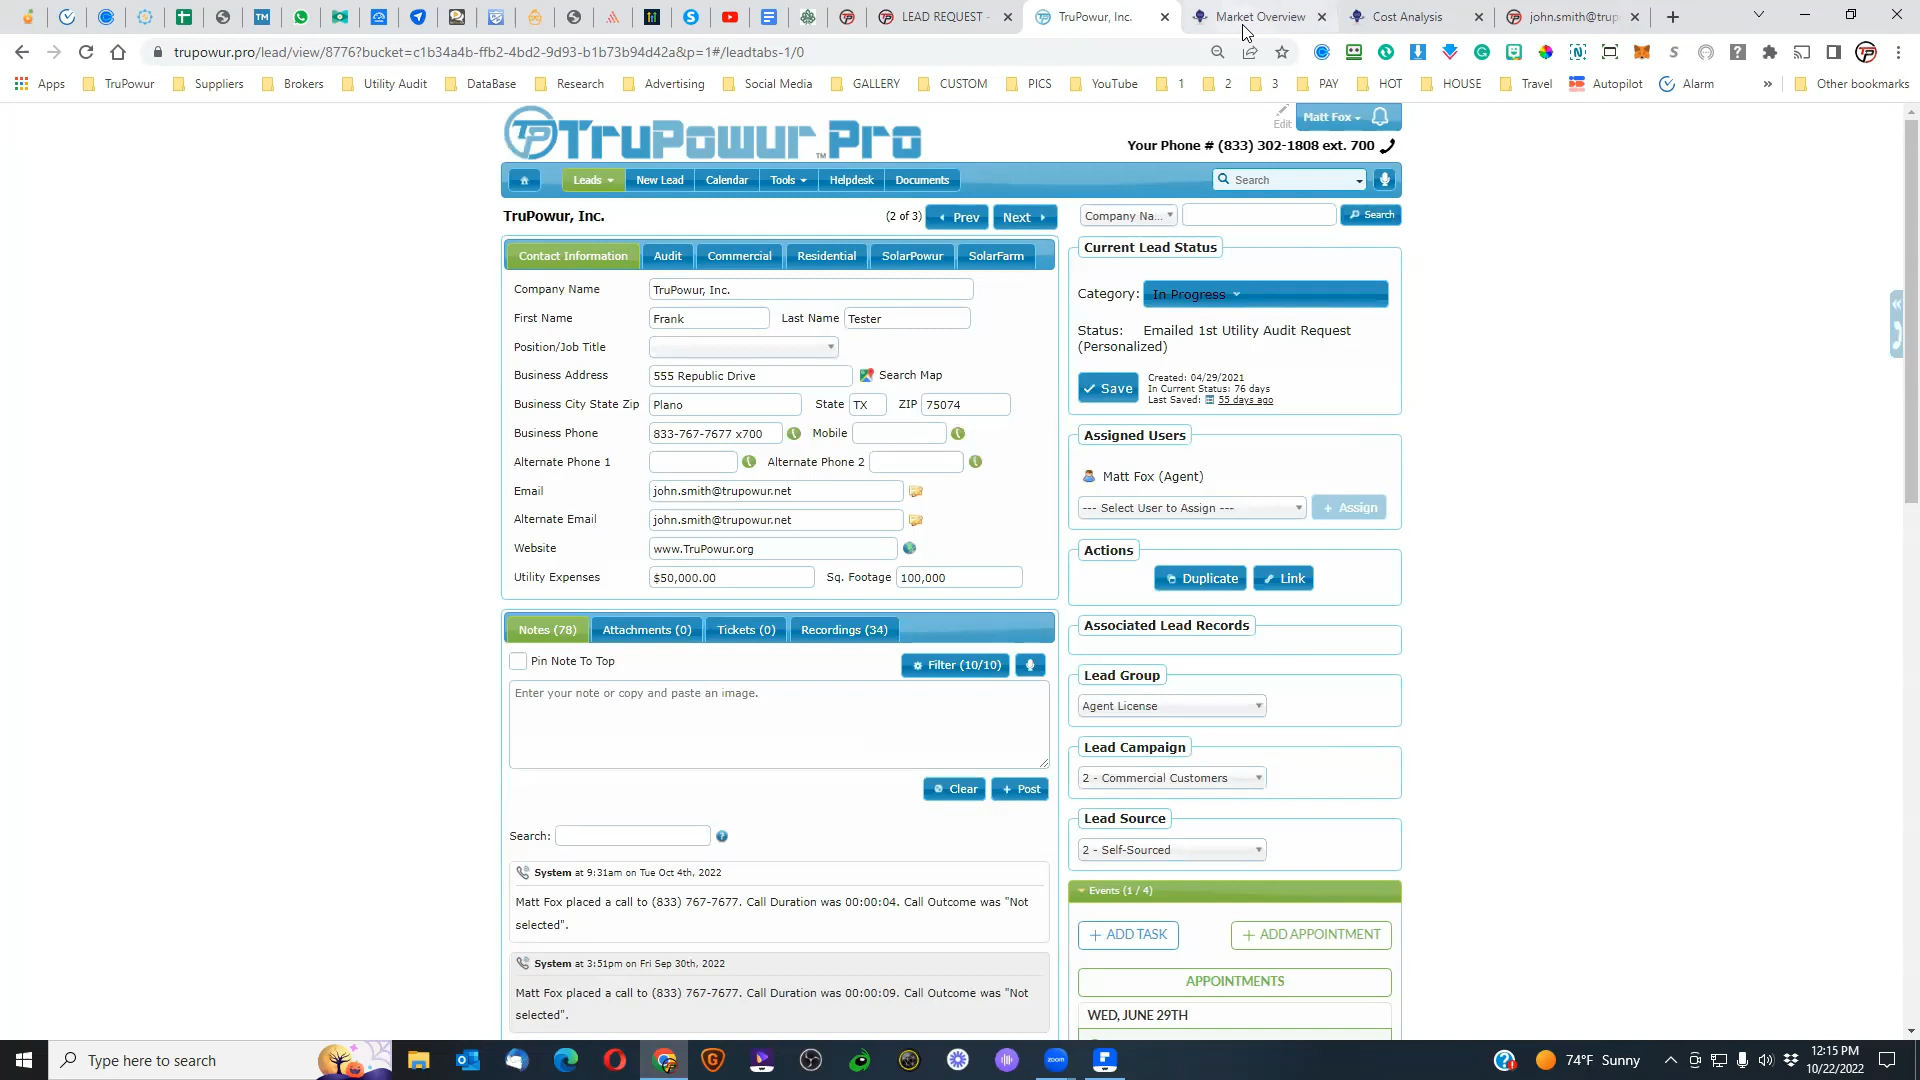 LEAD REQUEST -
TruPowur, Inc.
Market Overview
Cost Analysis
john.smith@trup
trupowur.pro/lead/view/8776?bucket=c1b34a4b-ffb2-4bd2-9d93-b1b73b94d42a&p=1#/leadtabs-1/0
Apps TruPowur Suppliers Brokers Utility Audit DataBase Research Advertising Social Media GALLERY CUSTOM PICS YouTube 1 2 3 PAY HOT HOUSE Travel Autopilot Alarm » Other bookmarks
TruPowur Pro
TM
Edit
Matt Fox
Your Phone # (833) 302-1808 ext. 700
Leads New Lead Calendar Tools Helpdesk Documents
Search
TruPowur, Inc.
(2 of 3) Prev Next
Company Na... Search
Contact Information Audit Commercial Residential SolarPowur SolarFarm
Company Name TruPowur, Inc.
First Name Frank Last Name Tester
Position/Job Title
Business Address 555 Republic Drive Search Map
Business City State Zip Plano State TX ZIP 75074
Business Phone 833-767-7677 x700 Mobile
Alternate Phone 1 Alternate Phone 2
Email john.smith@trupowur.net
Alternate Email john.smith@trupowur.net
Website www.TruPowur.org
Utility Expenses $50,000.00 Sq. Footage 100,000
Current Lead Status
Category: In Progress
Status: Emailed 1st Utility Audit Request
(Personalized)
Save
Created: 04/29/2021
In Current Status: 76 days
Last Saved: 55 days ago
Assigned Users
Matt Fox (Agent)
--- Select User to Assign --- + Assign
Actions
Duplicate Link
Associated Lead Records
Lead Group
Agent License
Lead Campaign
2 - Commercial Customers
Lead Source
2 - Self-Sourced
Events (1 / 4)
+ ADD TASK + ADD APPOINTMENT
APPOINTMENTS
WED, JUNE 29TH
Notes (78) Attachments (0) Tickets (0) Recordings (34)
Pin Note To Top Filter (10/10)
Enter your note or copy and paste an image.
Clear + Post
Search:
System at 9:31am on Tue Oct 4th, 2022
Matt Fox placed a call to (833) 767-7677. Call Duration was 00:00:04. Call Outcome was "Not
selected".
System at 3:51pm on Fri Sep 30th, 2022
Matt Fox placed a call to (833) 767-7677. Call Duration was 00:00:09. Call Outcome was "Not
selected".
Type here to search
74°F Sunny
12:15 PM
10/22/2022